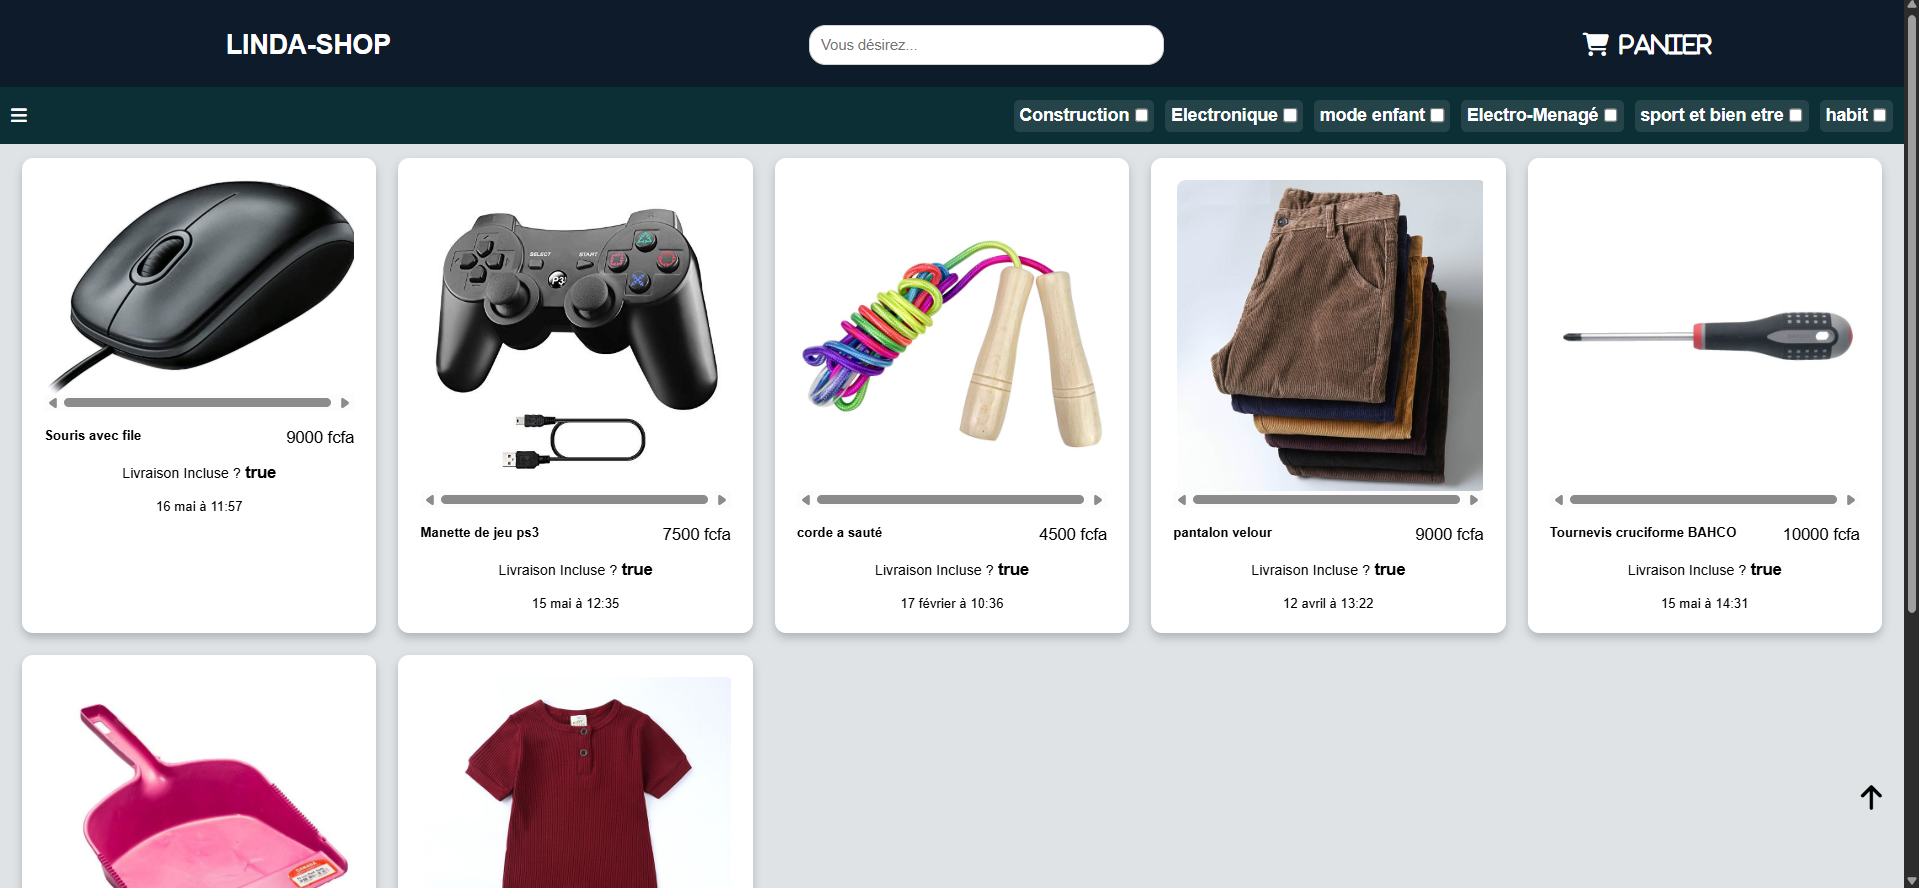 LINDA-SHOP
Vous désirez...
PANIER
Construction
Electronique
mode enfant
Electro-Menagé
sport et bien etre
habit
SELECT
START
P3
Souris avec file
9000 fcfa
Livraison Incluse ? true
16 mai à 11:57
Manette de jeu ps3
7500 fcfa
Livraison Incluse ? true
15 mai à 12:35
corde a sauté
4500 fcfa
Livraison Incluse ? true
17 février à 10:36
pantalon velour
9000 fcfa
Livraison Incluse ? true
12 avril à 13:22
Tournevis cruciforme BAHCO
10000 fcfa
Livraison Incluse ? true
15 mai à 14:31